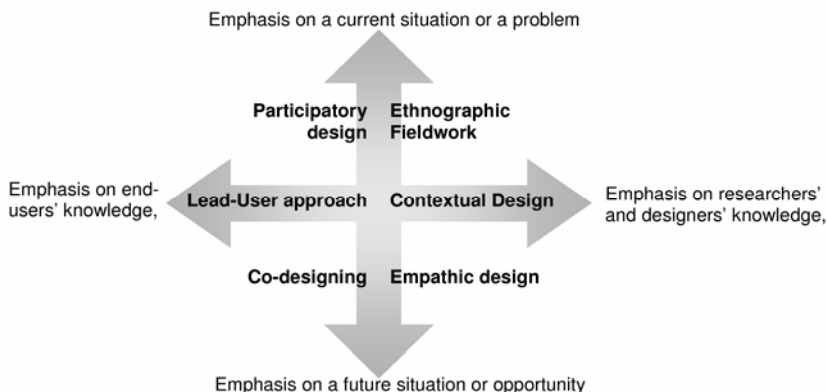 Emphasis on a current situation or a problem
Participatory
design
Ethnographic
Fieldwork
Emphasis on end-
users’ knowledge,
Lead-User approach
Contextual Design
Emphasis on researchers’
and designers’ knowledge,
Co-designing
Empathic design
Emphasis on a future situation or opportunity